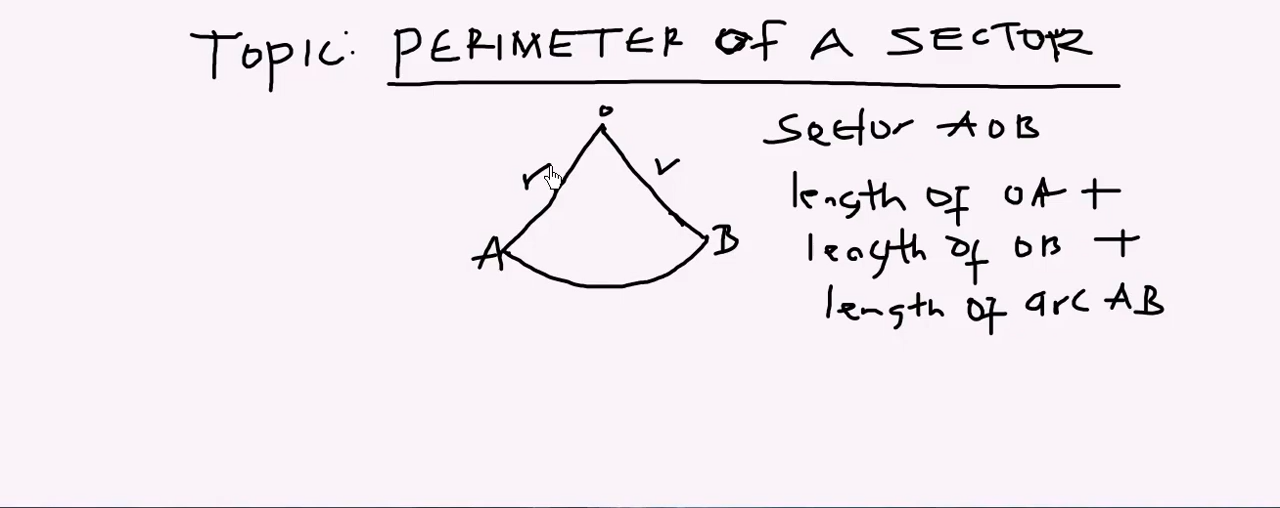 Topic: PERIMETER Of A SECTOR
O
Sector AOB
r r
length of OA +
A B
length of OB +
length of arc AB